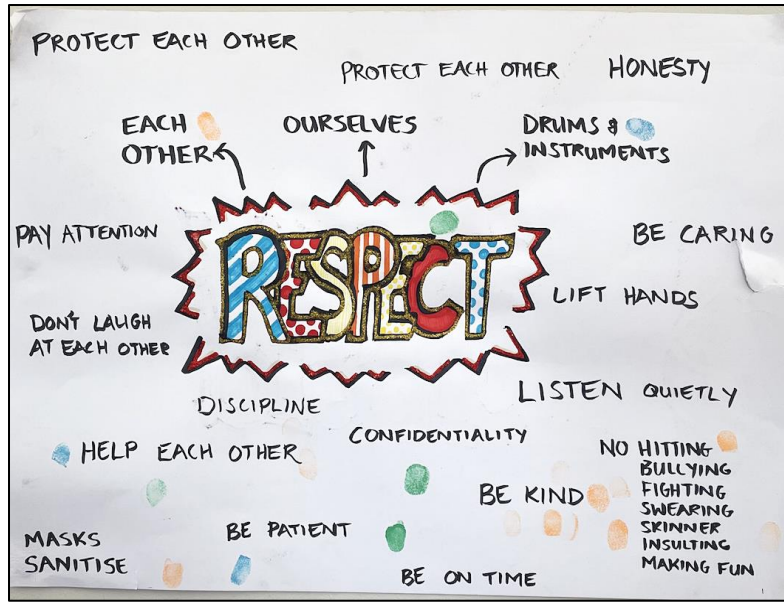 PROTECT EACH OTHER
PROTECT EACH OTHER
HONESTY
EACH
OTHER
OURSELVES
DRUMS &
INSTRUMENTS
PAY ATTENTION
RESPECT
BE CARING
LIFT HANDS
DON'T LAUGH
AT EACH OTHER
DISCIPLINE
LISTEN QUIETLY
HELP EACH OTHER
CONFIDENTIALITY
NO HITTING
BULLYING
FIGHTING
SWEARING
SKINNER
INSULTING
MAKING FUN
BE KIND
MASKS
SANITISE
BE PATIENT
BE ON TIME